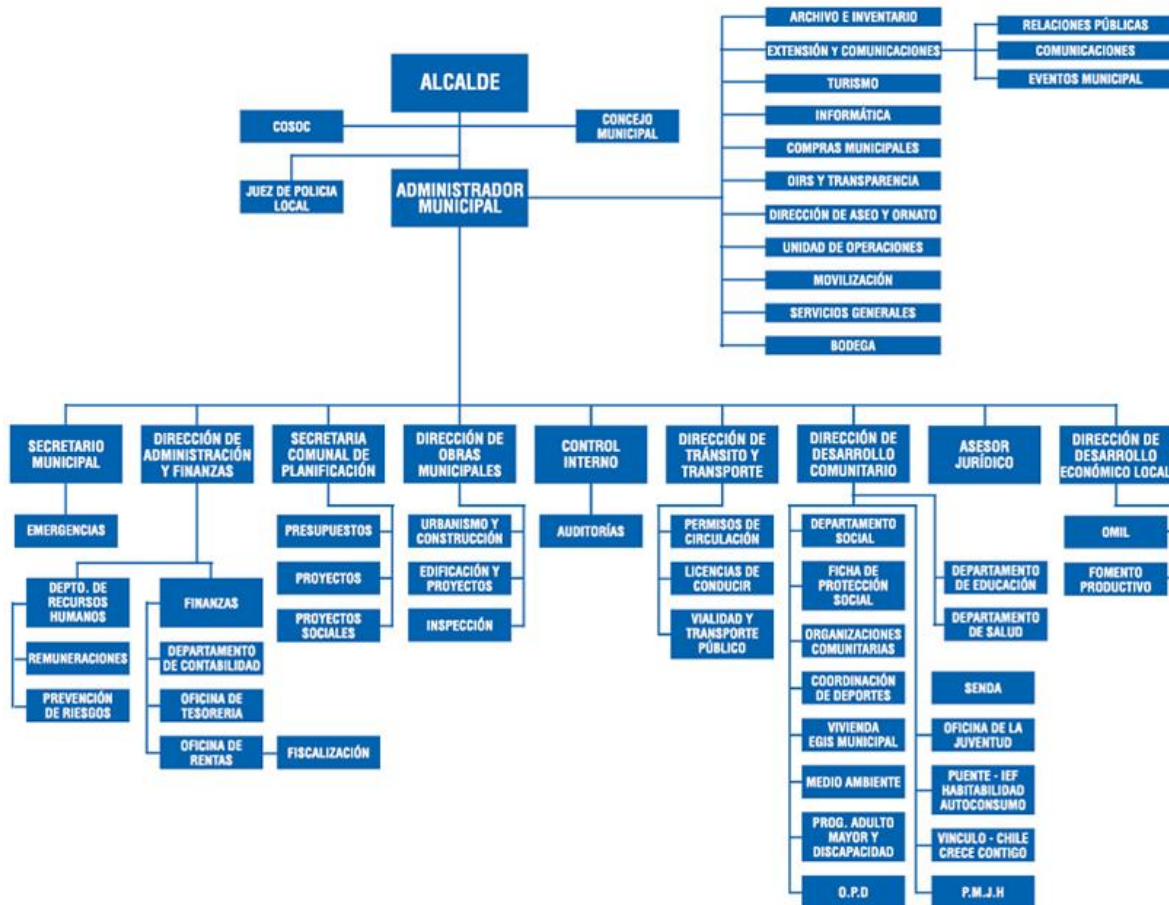 ALCALDE
COSOC
CONCEJO
MUNICIPAL
JUEZ DE POLICIA
LOCAL
ADMINISTRADOR
MUNICIPAL
ARCHIVO E INVENTARIO
EXTENSIÓN Y COMUNICACIONES
TURISMO
INFORMÁTICA
COMPRAS MUNICIPALES
OIRS Y TRANSPARENCIA
DIRECCIÓN DE ASEO Y ORNATO
UNIDAD DE OPERACIONES
MOVILIZACIÓN
SERVICIOS GENERALES
BODEGA
RELACIONES PÚBLICAS
COMUNICACIONES
EVENTOS MUNICIPAL
SECRETARIO
MUNICIPAL
EMERGENCIAS
DIRECCIÓN DE
ADMINISTRACIÓN
Y FINANZAS
DEPTO. DE
RECURSOS
HUMANOS
REMUNERACIONES
PREVENCIÓN
DE RIESGOS
FINANZAS
DEPARTAMENTO
DE CONTABILIDAD
OFICINA DE
TESORERIA
OFICINA DE
RENTAS
FISCALIZACIÓN
SECRETARIA
COMUNAL DE
PLANIFICACIÓN
PRESUPUESTOS
PROYECTOS
PROYECTOS
SOCIALES
DIRECCIÓN DE
OBRAS
MUNICIPALES
URBANISMO Y
CONSTRUCCIÓN
EDIFICACIÓN Y
PROYECTOS
INSPECCIÓN
CONTROL
INTERNO
AUDITORÍAS
DIRECCIÓN DE
TRÁNSITO Y
TRANSPORTE
PERMISOS DE
CIRCULACIÓN
LICENCIAS DE
CONDUCIR
VIALIDAD Y
TRANSPORTE
PÚBLICO
DIRECCIÓN DE
DESARROLLO
COMUNITARIO
DEPARTAMENTO
SOCIAL
FICHA DE
PROTECCIÓN
SOCIAL
ORGANIZACIONES
COMUNITARIAS
COORDINACIÓN
DE DEPORTES
VIVIENDA
EGIS MUNICIPAL
MEDIO AMBIENTE
PROG. ADULTO
MAYOR Y
DISCAPACIDAD
O.P.D
DEPARTAMENTO
DE EDUCACIÓN
DEPARTAMENTO
DE SALUD
SENDA
OFICINA DE LA
JUVENTUD
PUENTE - IEF
HABITABILIDAD
AUTOCONSUMO
VINCULO - CHILE
CRECE CONTIGO
P.M.J.H
ASESOR
JURÍDICO
DIRECCIÓN DE
DESARROLLO
ECONÓMICO LOCAL
OMIL
FOMENTO
PRODUCTIVO